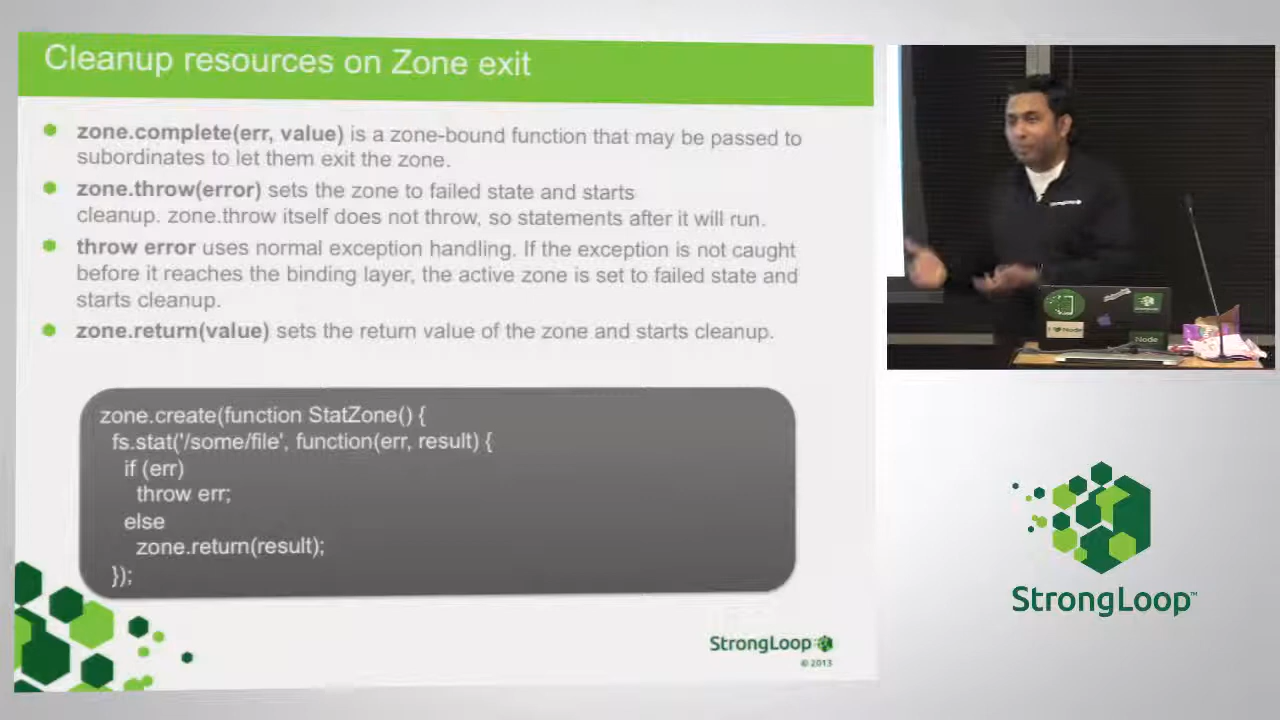 Cleanup resources on Zone exit
zone.complete(err, value) is a zone-bound function that may be passed to
subordinates to let them exit the zone.
zone.throw(error) sets the zone to failed state and starts
cleanup. zone.throw itself does not throw, so statements after it will run.
throw error uses normal exception handling. If the exception is not caught
before it reaches the binding layer, the active zone is set to failed state and
starts cleanup.
zone.return(value) sets the return value of the zone and starts cleanup.
zone.create(function StatZone() {
fs.stat('/some/file', function(err, result) {
if (err)
throw err;
else
zone.return(result);
});
StrongLoop
© 2013
Node
Node
StrongLoop™